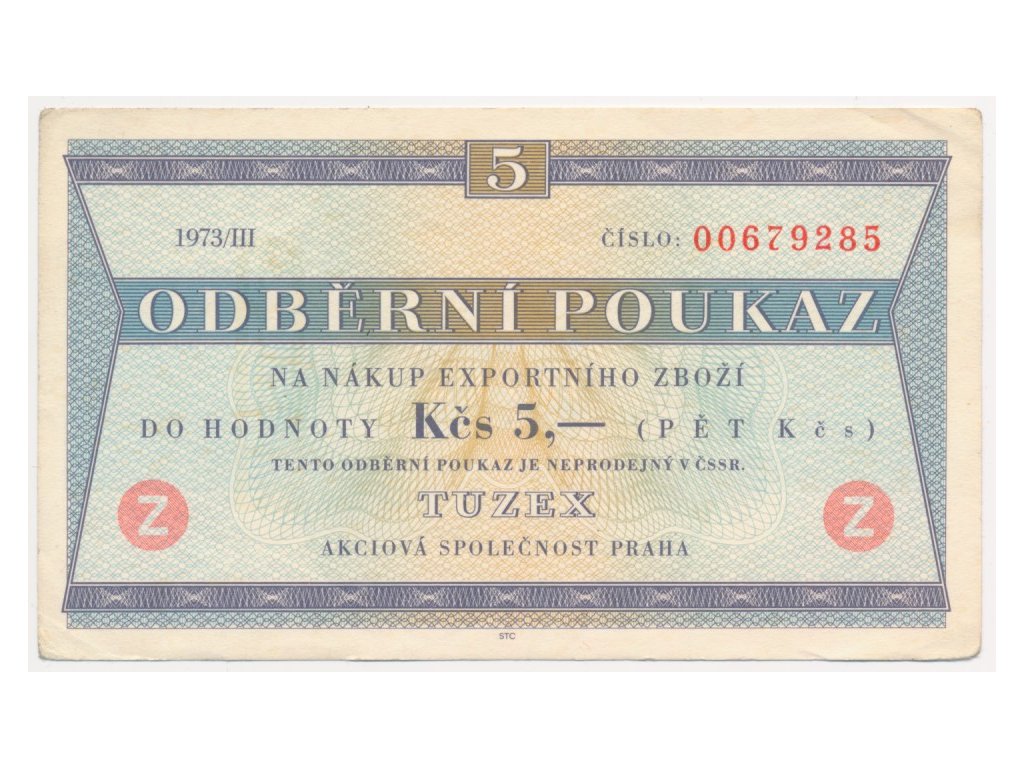 5
1973/III ČÍSLO: 00679285
ODBĚRNÍ POUKAZ
NA NÁKUP EXPORTNÍHO ZBOŽÍ
DO HODNOTY Kčs 5,— (PĚT Kčs)
TENTO ODBĚRNÍ POUKAZ JE NEPRODEJNÝ V ČSSR.
Z TUZEX Z
AKCIOVÁ SPOLEČNOST PRAHA
STC